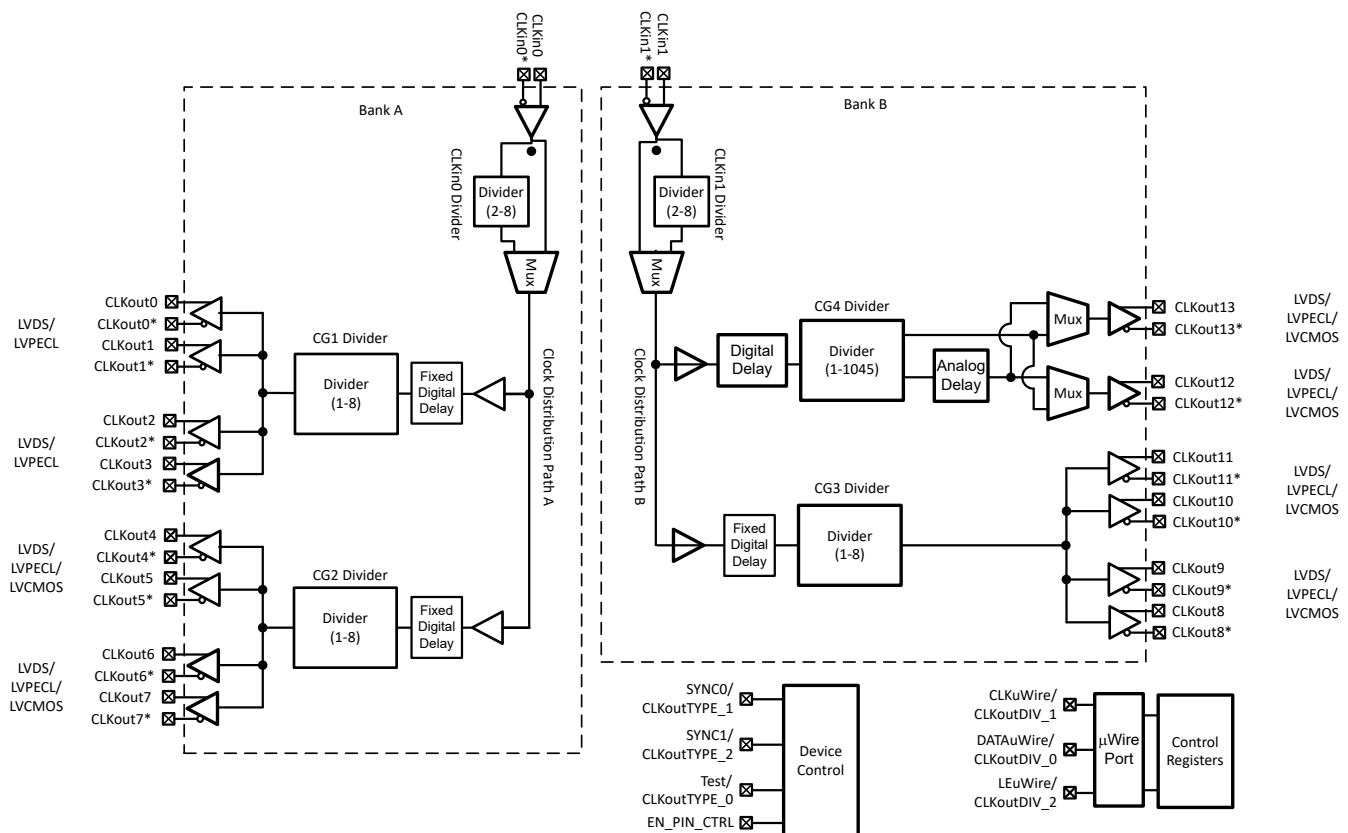 CLKin0*
CLKin0
CLKin1*
CLKin1
Bank A
Bank B
CLKin0 Divider
Divider
(2-8)
Mux
Divider
(2-8)
CLKin1 Divider
Mux
CLKout0
CLKout0*
CLKout1
CLKout1*
LVDS/
LVPECL
CLKout2
CLKout2*
CLKout3
CLKout3*
LVDS/
LVPECL
CG1 Divider
Divider
(1-8)
Fixed
Digital
Delay
Clock Distribution Path A
CLKout4
CLKout4*
CLKout5
CLKout5*
LVDS/
LVPECL/
LVCMOS
CLKout6
CLKout6*
CLKout7
CLKout7*
LVDS/
LVPECL/
LVCMOS
CG2 Divider
Divider
(1-8)
Fixed
Digital
Delay
Clock Distribution Path B
Digital
Delay
CG4 Divider
Divider
(1-1045)
Analog
Delay
Mux
Mux
CLKout13
CLKout13*
LVDS/
LVPECL/
LVCMOS
CLKout12
CLKout12*
LVDS/
LVPECL/
LVCMOS
Fixed
Digital
Delay
CG3 Divider
Divider
(1-8)
CLKout11
CLKout11*
CLKout10
CLKout10*
LVDS/
LVPECL/
LVCMOS
CLKout9
CLKout9*
CLKout8
CLKout8*
LVDS/
LVPECL/
LVCMOS
SYNC0/
CLKoutTYPE_1
SYNC1/
CLKoutTYPE_2
Test/
CLKoutTYPE_0
EN_PIN_CTRL
Device
Control
CLKuWire/
CLKoutDIV_1
DATAuWire/
CLKoutDIV_0
LEuWire/
CLKoutDIV_2
μWire
Port
Control
Registers